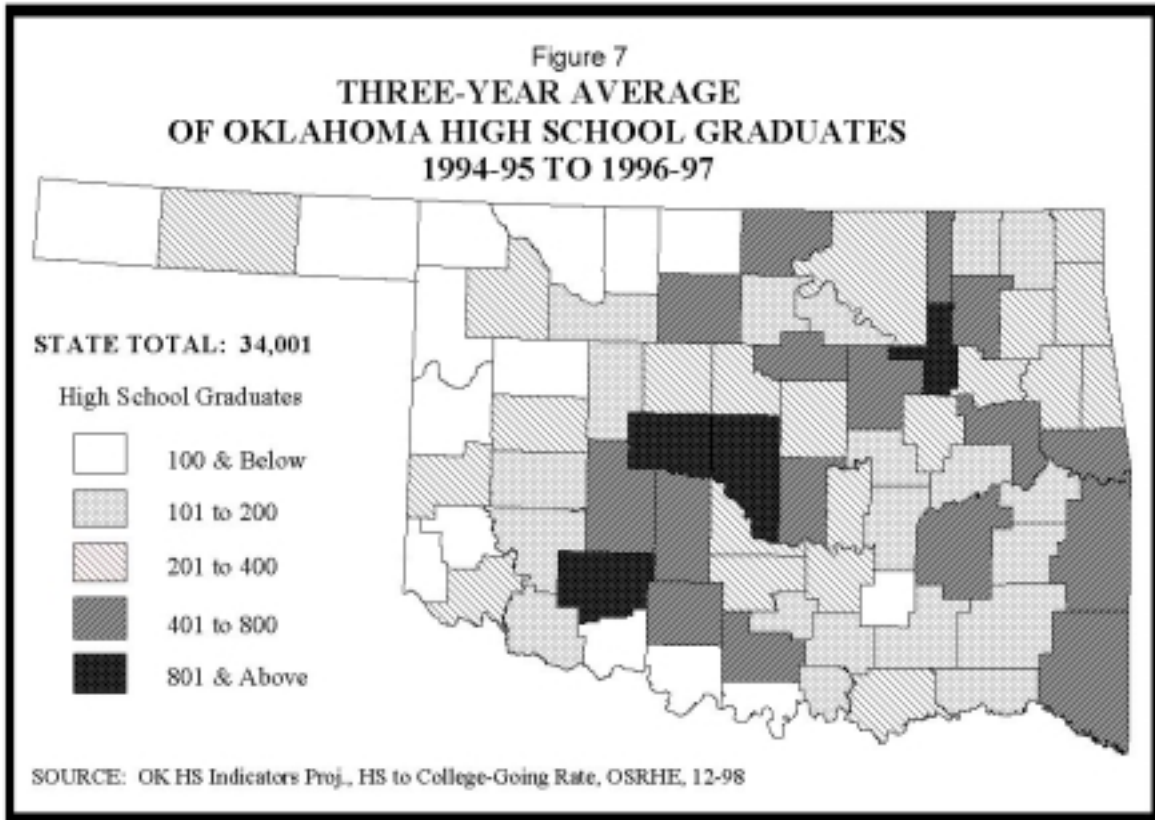 Figure 7
THREE-YEAR AVERAGE
OF OKLAHOMA HIGH SCHOOL GRADUATES
1994-95 TO 1996-97
STATE TOTAL: 34,001
High School Graduates
100 & Below
101 to 200
201 to 400
401 to 800
801 & Above
SOURCE: OK HS Indicators Proj., HS to College-Going Rate, OSRHE, 12-98